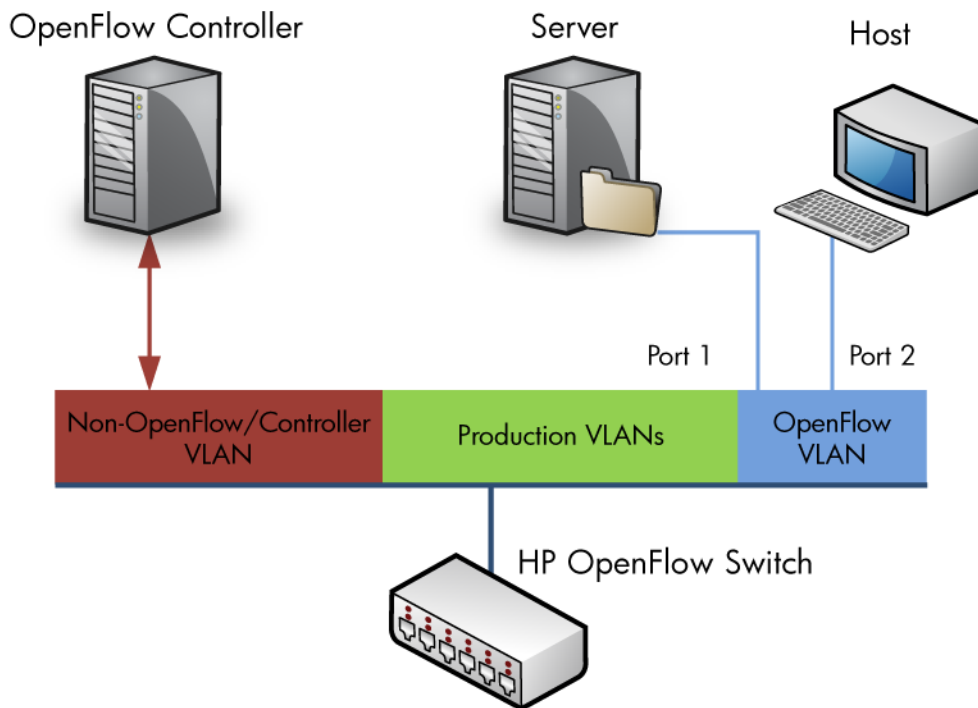 OpenFlow Controller
Server
Host
Port 1
Port 2
Non-OpenFlow/Controller
VLAN
Production VLANs
OpenFlow
VLAN
HP OpenFlow Switch